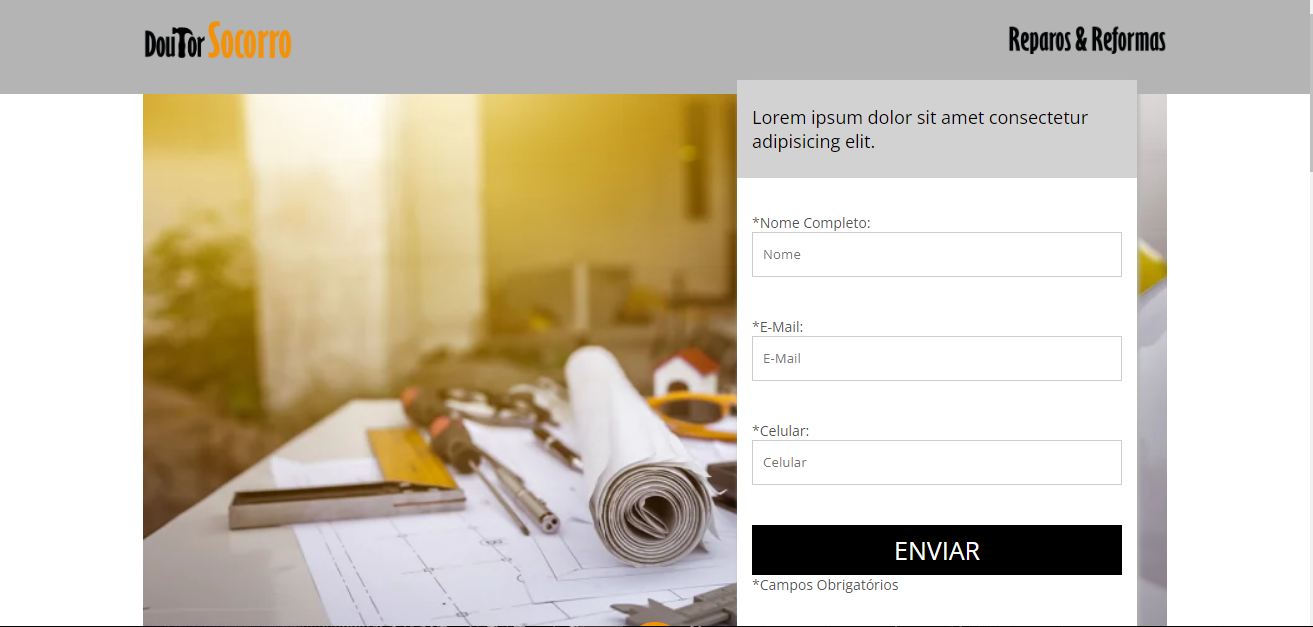 DouTor Socorro
Reparos & Reformas
Lorem ipsum dolor sit amet consectetur
adipisicing elit.
*Nome Completo:
Nome
*E-Mail:
E-Mail
*Celular:
Celular
ENVIAR
*Campos Obrigatórios